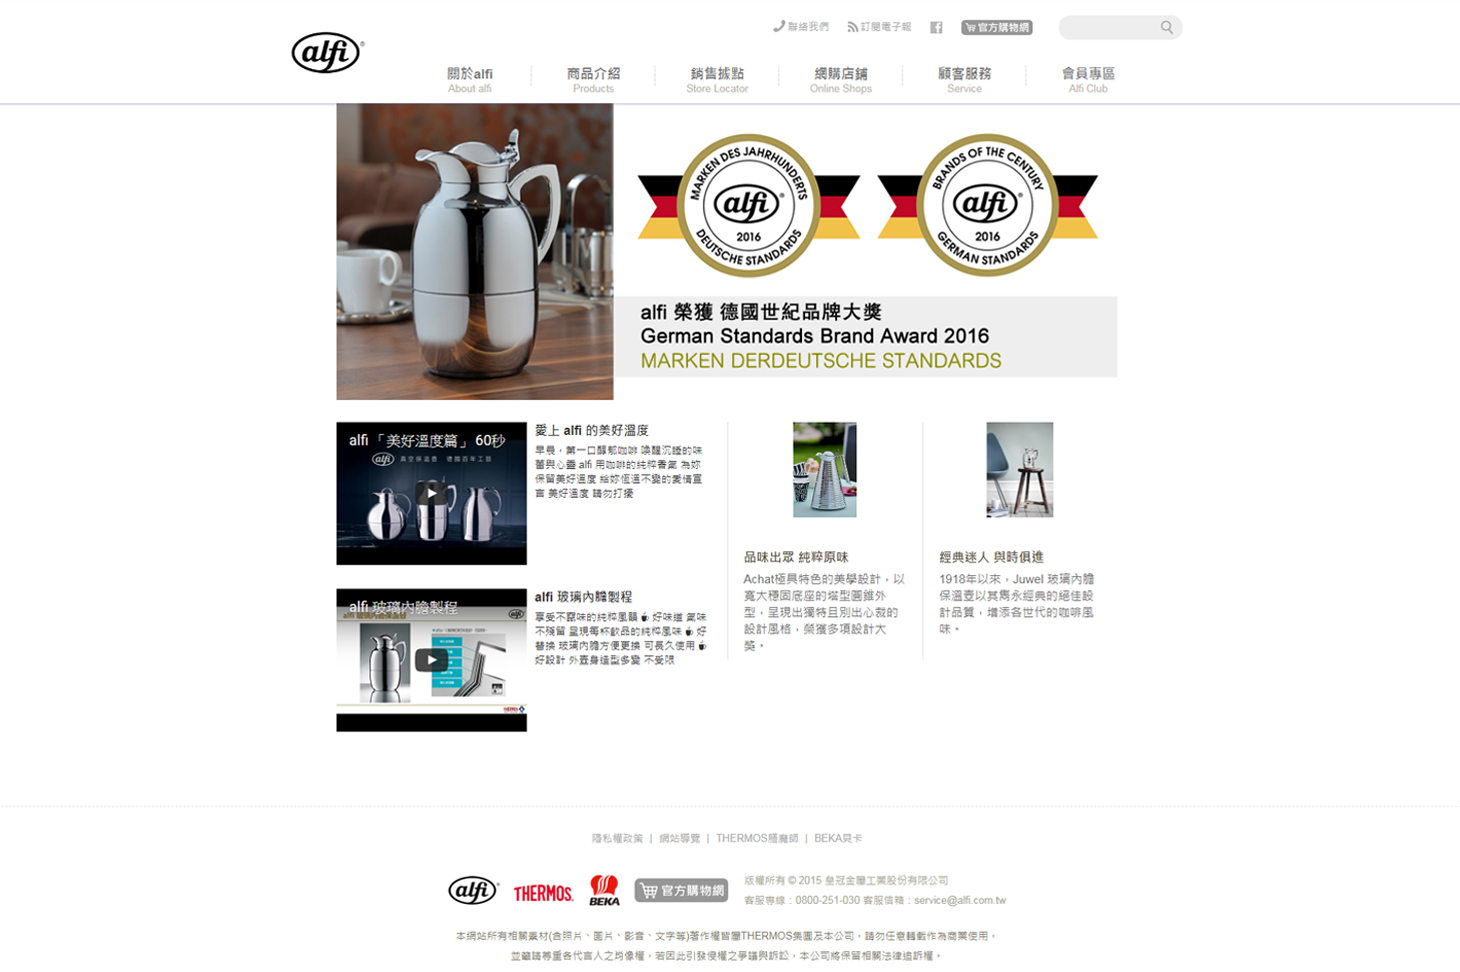 聯絡我們 訂閱電子報 官方購物網
alfi®
關於alfi 商品介紹 銷售據點 網購店鋪 顧客服務 會員專區
About alfi Products Store Locator Online Shops Service Alfi Club
MARKEN DES JAHRHUNDERTS
alfi®
2016
DEUTSCHE STANDARDS
BRANDS OF THE CENTURY
alfi®
2016
GERMAN STANDARDS
alfi 榮獲 德國世紀品牌大獎
German Standards Brand Award 2016
MARKEN DERDEUTSCHE STANDARDS
alfi「美好溫度篇」60秒
alfi 真空保溫壺 德國百年工藝
愛上 alfi 的美好溫度
早晨，第一口醇郁咖啡 喚醒沉睡的味
蕾與心靈 alfi 用咖啡的純粹香氣 為妳
保留美好溫度 給妳恆溫不變的愛情宣
言 美好溫度 請勿打擾
alfi 玻璃內膽製程
alfi
THERMOS
alfi 玻璃內膽製程
享受不竄味的純粹風韻 好味道 氣味
不殘留 呈現每杯飲品的純粹風味 好
替換 玻璃內膽方便更換 可長久使用
好設計 外壺身造型多變 不受限
品味出眾 純粹原味
Achat極具特色的美學設計，以
寬大穩固底座的塔型圓錐外
型，呈現出獨特且別出心裁的
設計風格，榮獲多項設計大
獎。
經典迷人 與時俱進
1918年以來，Juwel 玻璃內膽
保溫壺以其雋永經典的絕佳設
計品質，增添各世代的咖啡風
味。
隱私權政策 | 網站導覽 | THERMOS膳魔師 | BEKA貝卡
alfi® THERMOS. BEKA 官方購物網
版權所有 © 2015 皇冠金屬工業股份有限公司
客服專線：0800-251-030 客服信箱：service@alfi.com.tw
本網站所有相關素材(含照片、圖片、影音、文字等)著作權皆屬THERMOS集團及本公司，請勿任意轉載作為商業使用。
並籲請尊重各代言人之肖像權，若因此引發侵權之爭議與訴訟，本公司將保留相關法律追訴權。